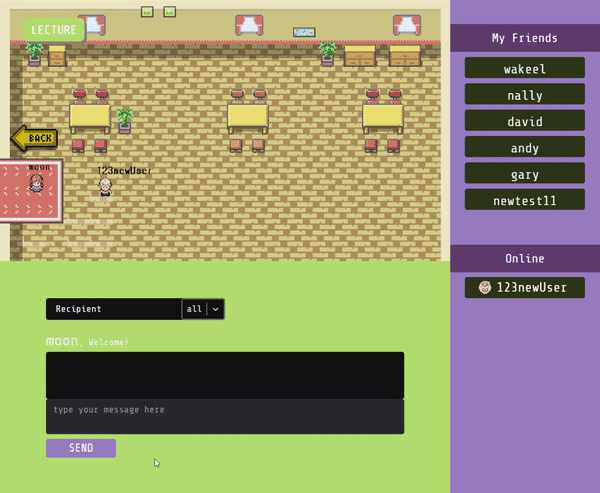 LECTURE
BACK
moon
123newUser
Recipient
all
moon, Welcome!
type your message here
SEND
My Friends
wakeel
nally
david
andy
gary
newtest11
Online
123newUser